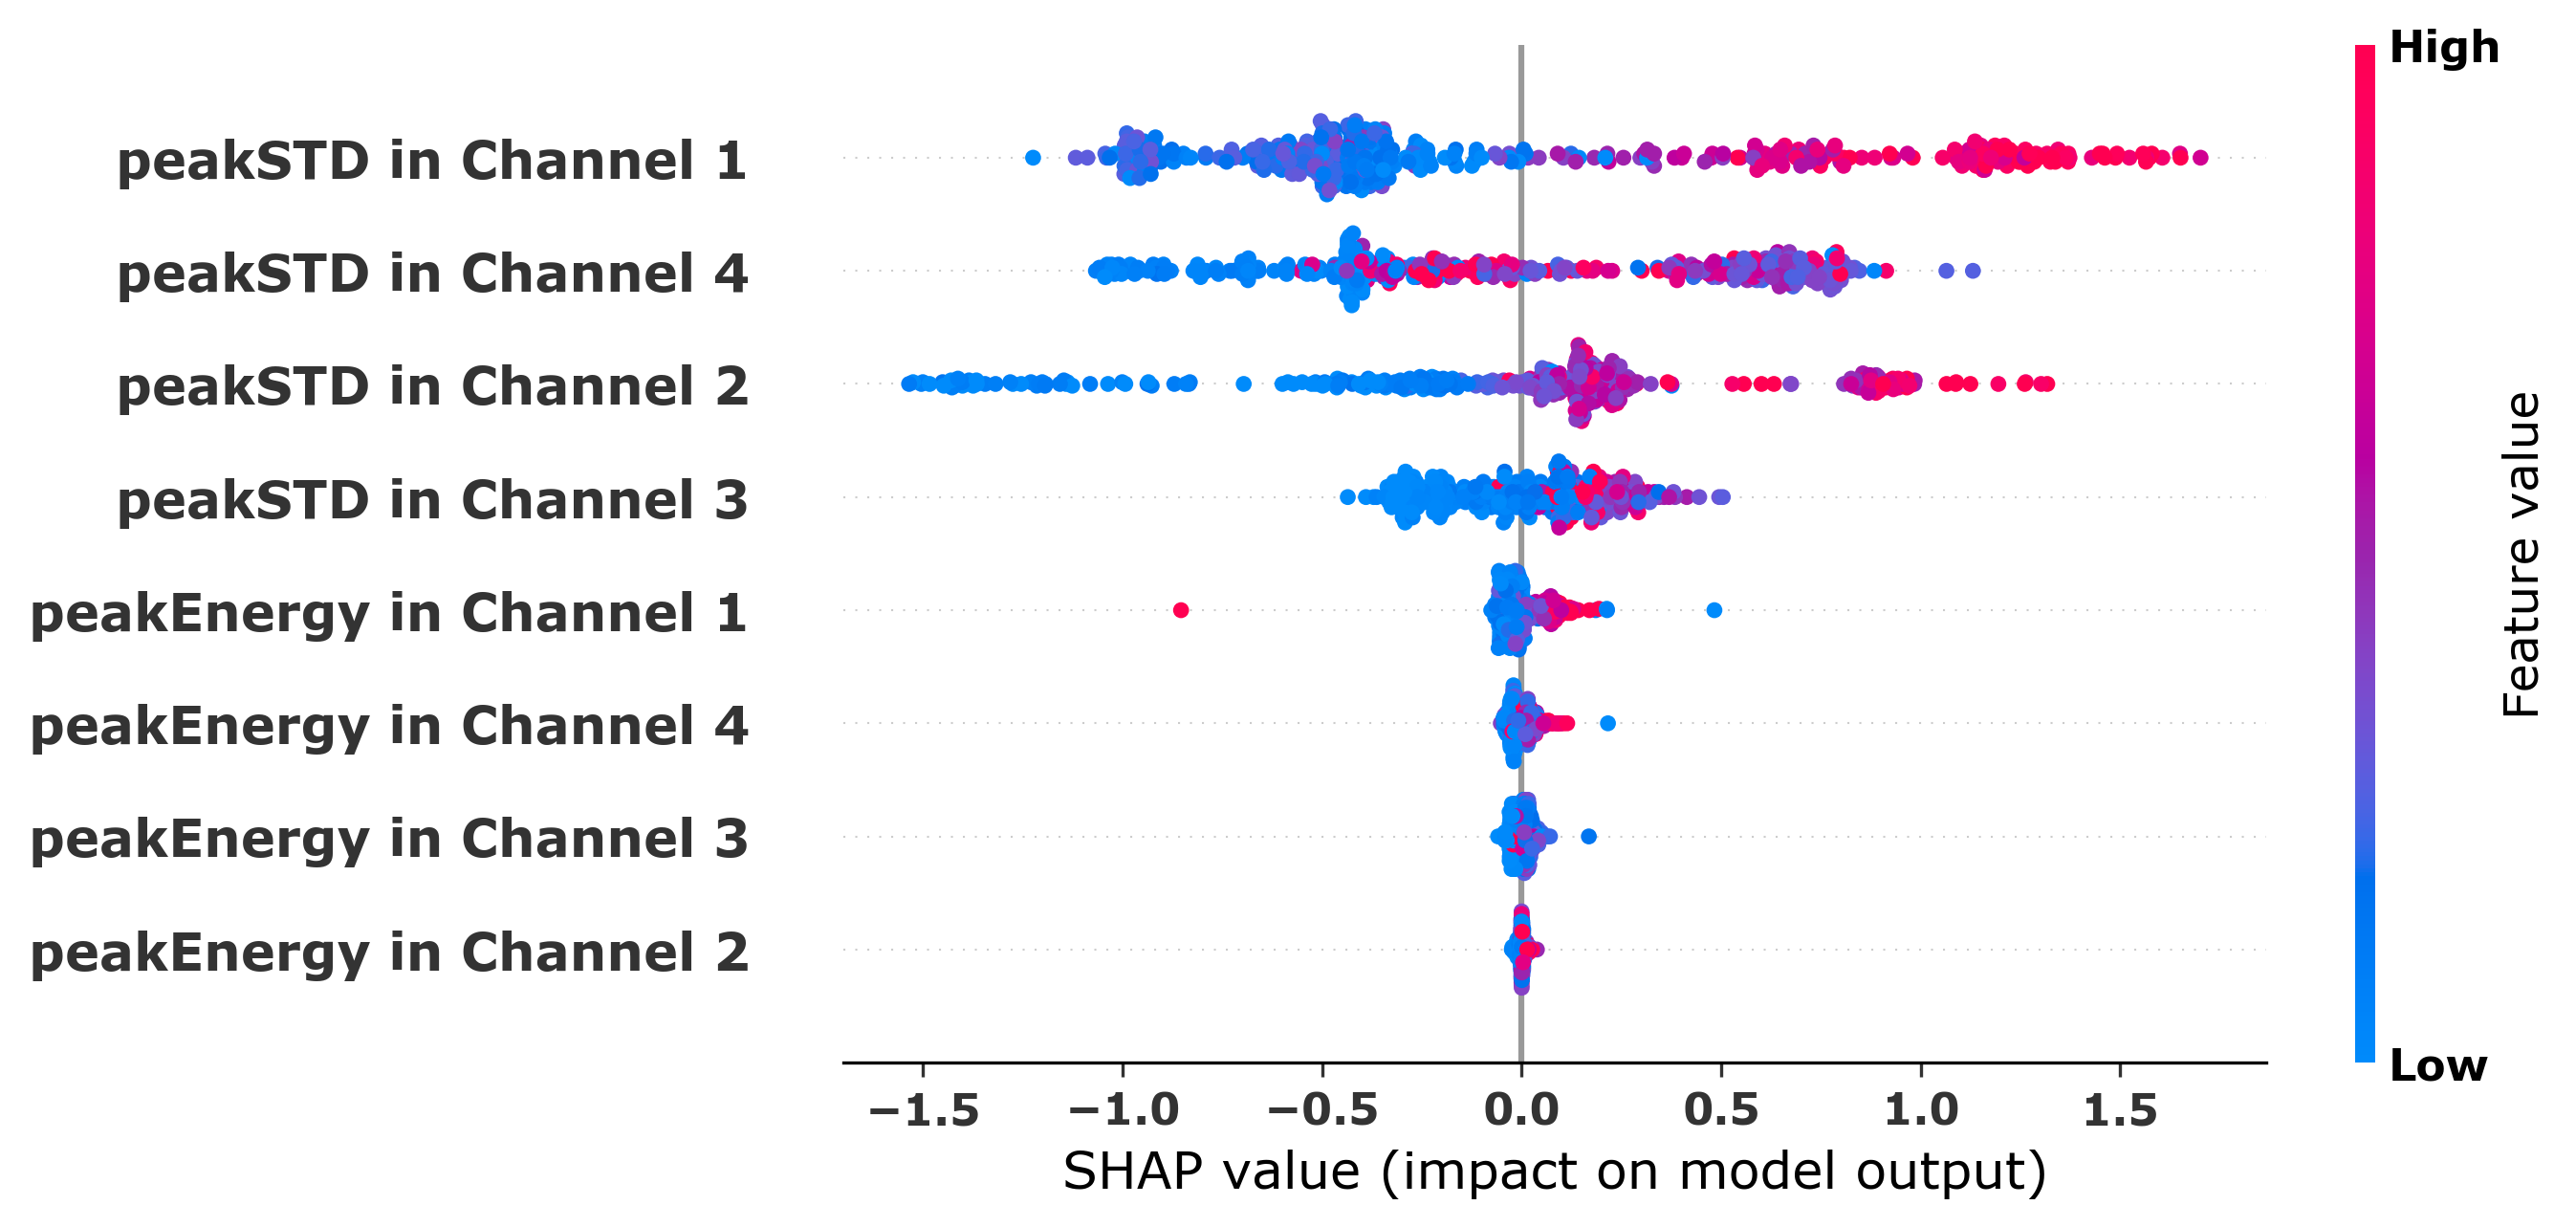 High
peakSTD in Channel 1
peakSTD in Channel 4
peakSTD in Channel 2
peakSTD in Channel 3
peakEnergy in Channel 1
peakEnergy in Channel 4
peakEnergy in Channel 3
peakEnergy in Channel 2
Feature value
Low
−1.5 −1.0 −0.5 0.0 0.5 1.0 1.5
SHAP value (impact on model output)